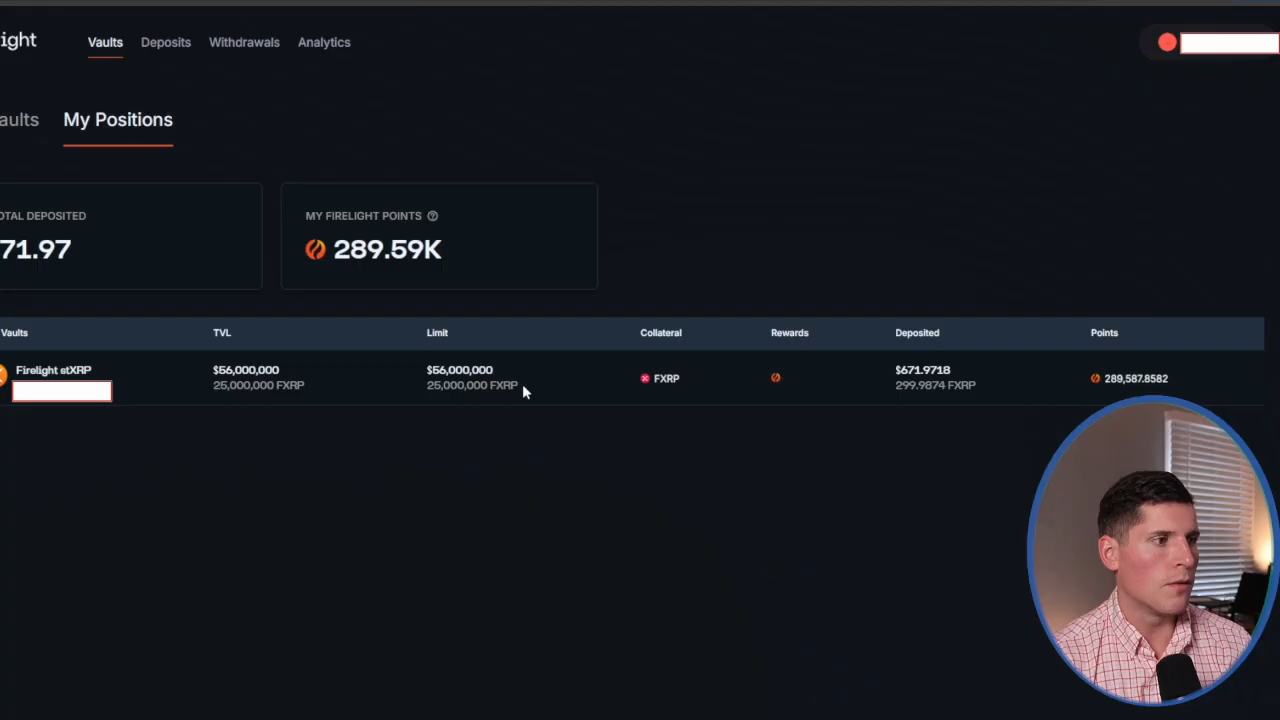 ight
Vaults Deposits Withdrawals Analytics
aults My Positions
OTAL DEPOSITED
71.97
MY FIRELIGHT POINTS
289.59K
Vaults TVL Limit Collateral Rewards Deposited Points
Firelight stXRP $56,000,000 $56,000,000 FXRP $671.9718 289,587.8582
25,000,000 FXRP 25,000,000 FXRP 299.9874 FXRP